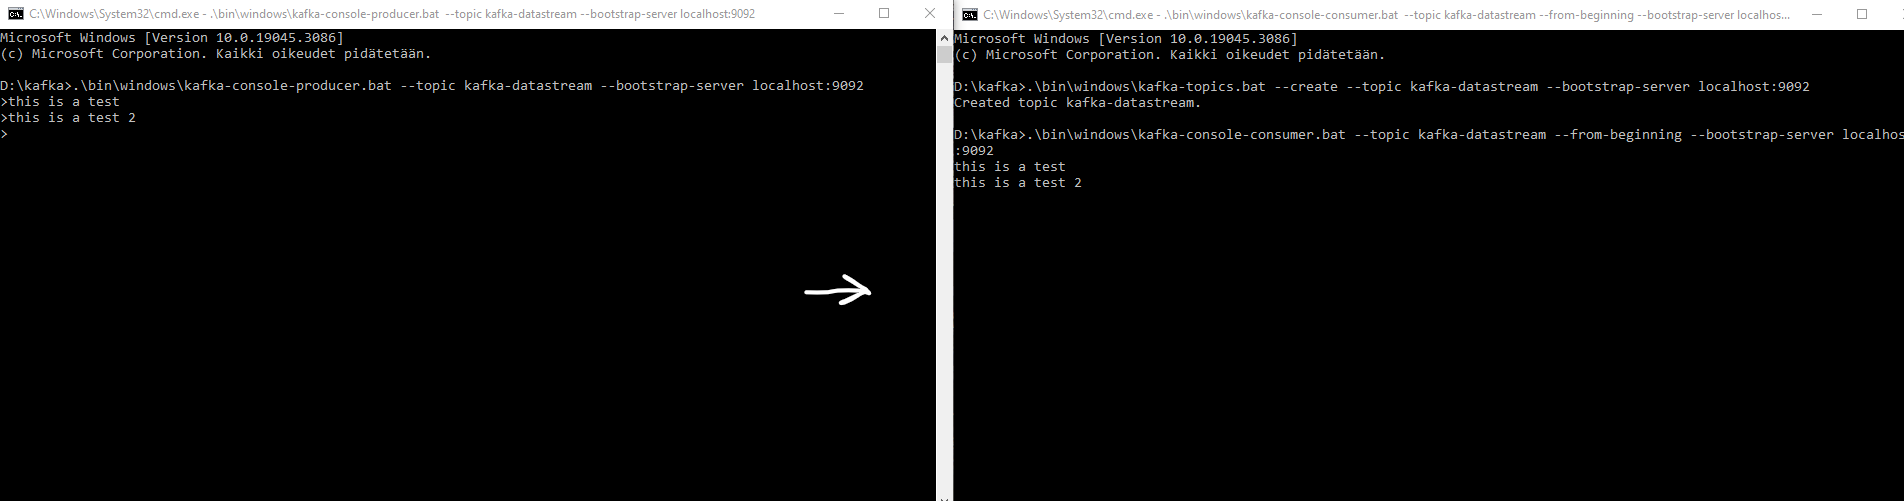 C:\Windows\System32\cmd.exe - .\bin\windows\kafka-console-producer.bat --topic kafka-datastream --bootstrap-server localhost:9092
Microsoft Windows [Version 10.0.19045.3086]
(c) Microsoft Corporation. Kaikki oikeudet pidätetään.
D:\kafka>.\bin\windows\kafka-console-producer.bat --topic kafka-datastream --bootstrap-server localhost:9092
>this is a test
>this is a test 2
>
C:\Windows\System32\cmd.exe - .\bin\windows\kafka-console-consumer.bat --topic kafka-datastream --from-beginning --bootstrap-server localhos...
Microsoft Windows [Version 10.0.19045.3086]
(c) Microsoft Corporation. Kaikki oikeudet pidätetään.
D:\kafka>.\bin\windows\kafka-topics.bat --create --topic kafka-datastream --bootstrap-server localhost:9092
Created topic kafka-datastream.
D:\kafka>.\bin\windows\kafka-console-consumer.bat --topic kafka-datastream --from-beginning --bootstrap-server localhos
:9092
this is a test
this is a test 2